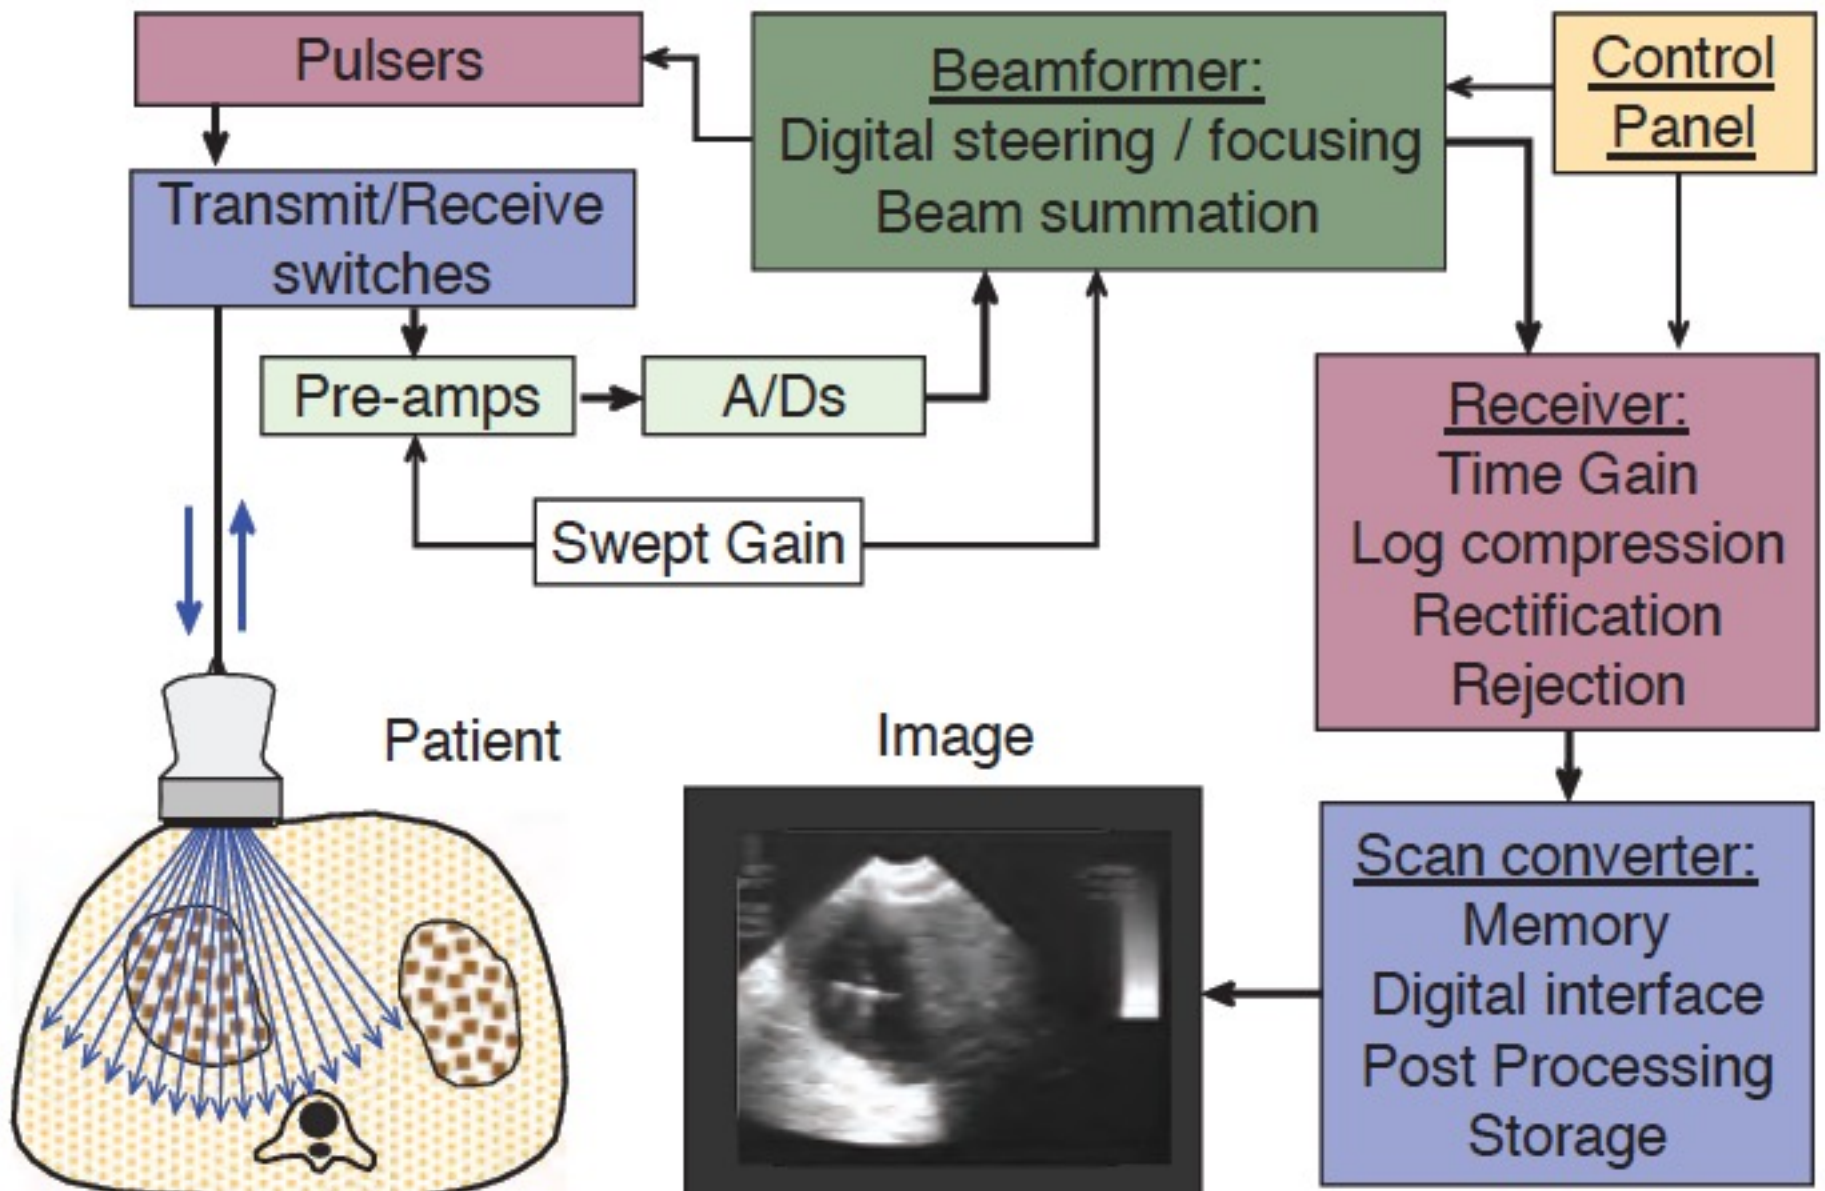 Pulsers
Beamformer:
Digital steering / focusing
Beam summation
Control
Panel
Transmit/Receive
switches
Pre-amps
A/Ds
Swept Gain
Receiver:
Time Gain
Log compression
Rectification
Rejection
Patient
Image
Scan converter:
Memory
Digital interface
Post Processing
Storage